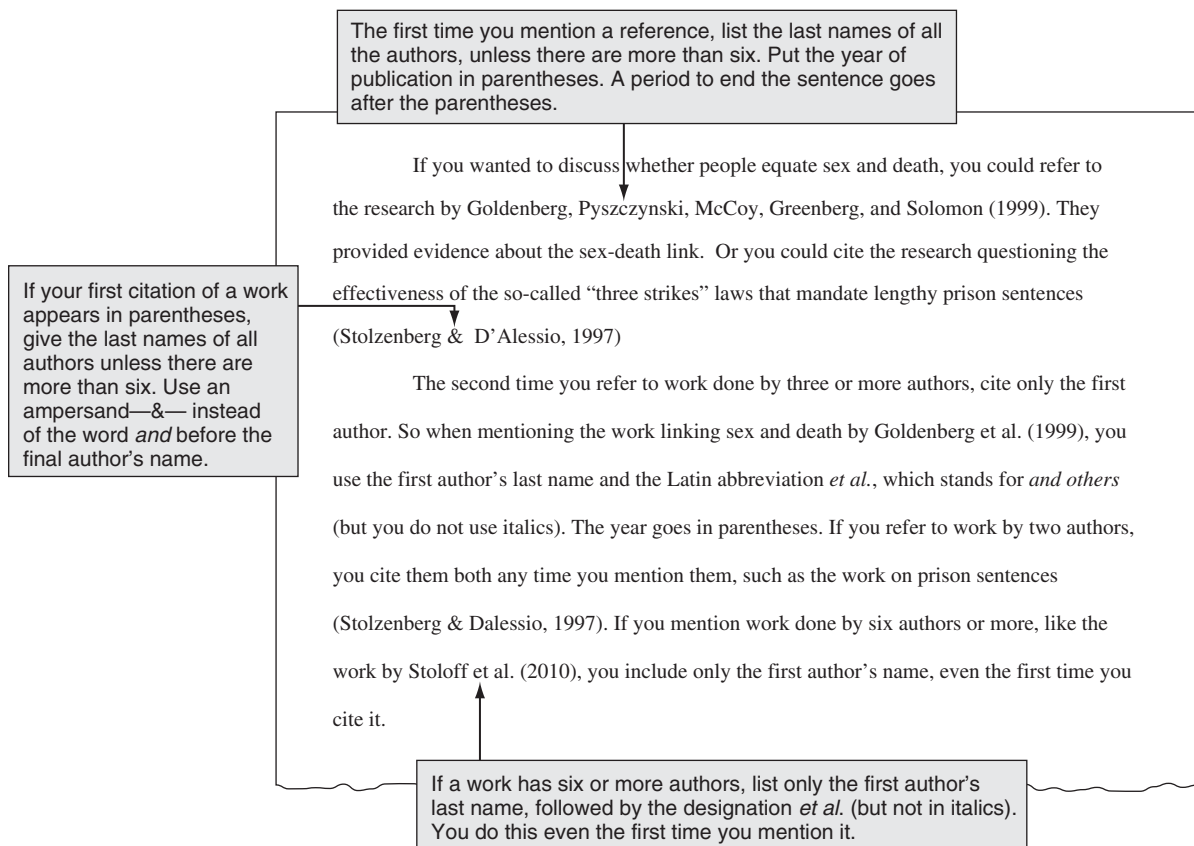 The first time you mention a reference, list the last names of all
the authors, unless there are more than six. Put the year of
publication in parentheses. A period to end the sentence goes
after the parentheses.
If you wanted to discuss whether people equate sex and death, you could refer to
the research by Goldenberg, Pyszczynski, McCoy, Greenberg, and Solomon (1999). They
provided evidence about the sex-death link. Or you could cite the research questioning the
effectiveness of the so-called “three strikes” laws that mandate lengthy prison sentences
(Stolzenberg & D’Alessio, 1997)
If your first citation of a work
appears in parentheses,
give the last names of all
authors unless there are
more than six. Use an
ampersand—&— instead
of the word and before the
final author’s name.
The second time you refer to work done by three or more authors, cite only the first
author. So when mentioning the work linking sex and death by Goldenberg et al. (1999), you
use the first author’s last name and the Latin abbreviation et al., which stands for and others
(but you do not use italics). The year goes in parentheses. If you refer to work by two authors,
you cite them both any time you mention them, such as the work on prison sentences
(Stolzenberg & Dalessio, 1997). If you mention work done by six authors or more, like the
work by Stoloff et al. (2010), you include only the first author’s name, even the first time you
cite it.
If a work has six or more authors, list only the first author’s
last name, followed by the designation et al. (but not in italics).
You do this even the first time you mention it.